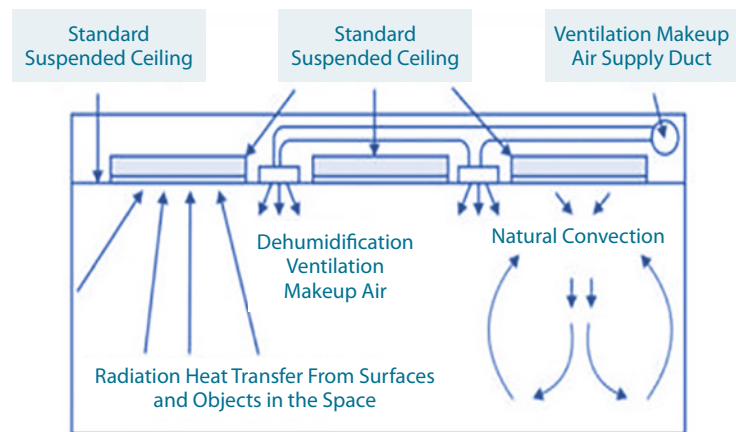 Standard
Suspended Ceiling
Standard
Suspended Ceiling
Ventilation Makeup
Air Supply Duct
Dehumidification
Ventilation
Makeup Air
Natural Convection
Radiation Heat Transfer From Surfaces
and Objects in the Space